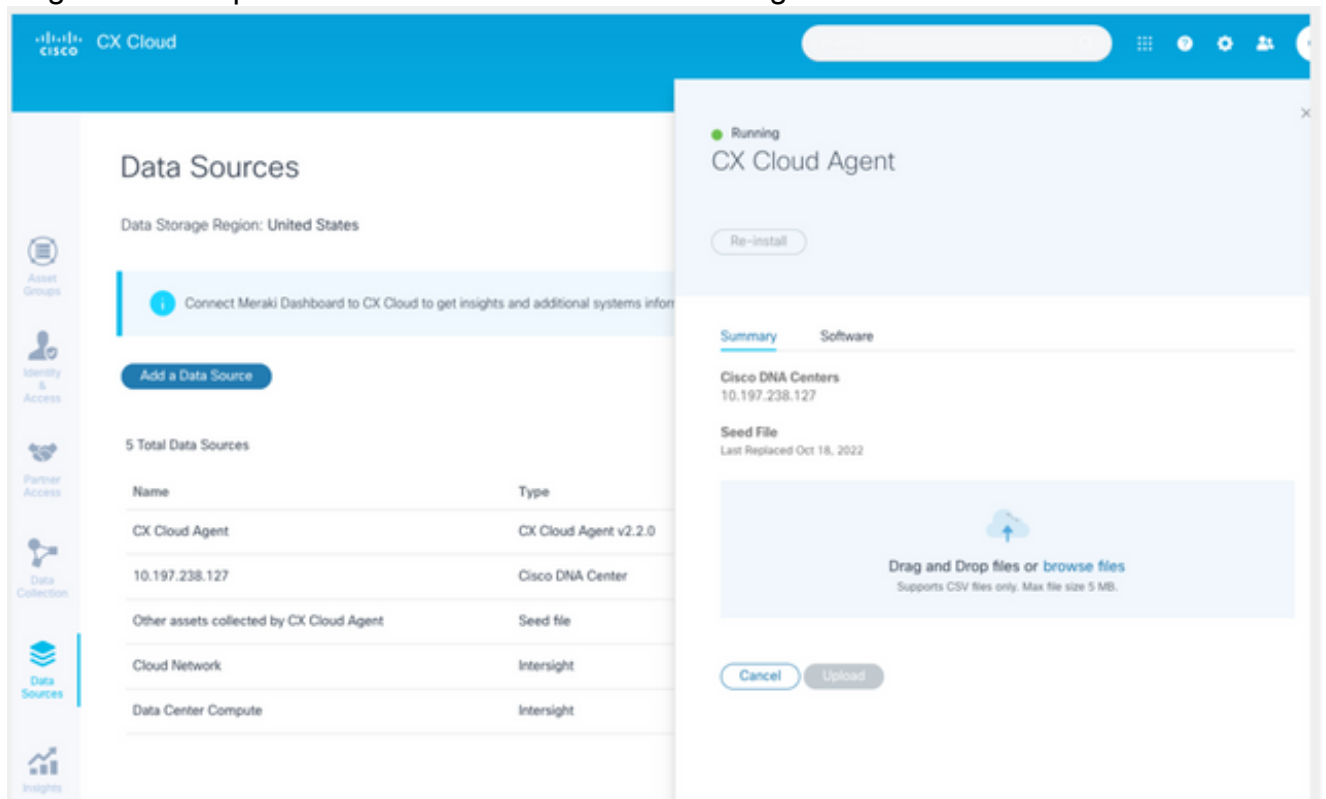 cisco CX Cloud
Data Sources
Data Storage Region: United States
Connect Meraki Dashboard to CX Cloud to get insights and additional systems infor
Add a Data Source
5 Total Data Sources
Name Type
CX Cloud Agent CX Cloud Agent v2.2.0
10.197.238.127 Cisco DNA Center
Other assets collected by CX Cloud Agent Seed file
Cloud Network Intersight
Data Center Compute Intersight
Asset
Groups
Identity
&
Access
Partner
Access
Data
Collection
Data
Sources
Insights
Running
CX Cloud Agent
Re-install
Summary Software
Cisco DNA Centers
10.197.238.127
Seed File
Last Replaced Oct 18, 2022
Drag and Drop files or browse files
Supports CSV files only. Max file size 5 MB.
Cancel Upload